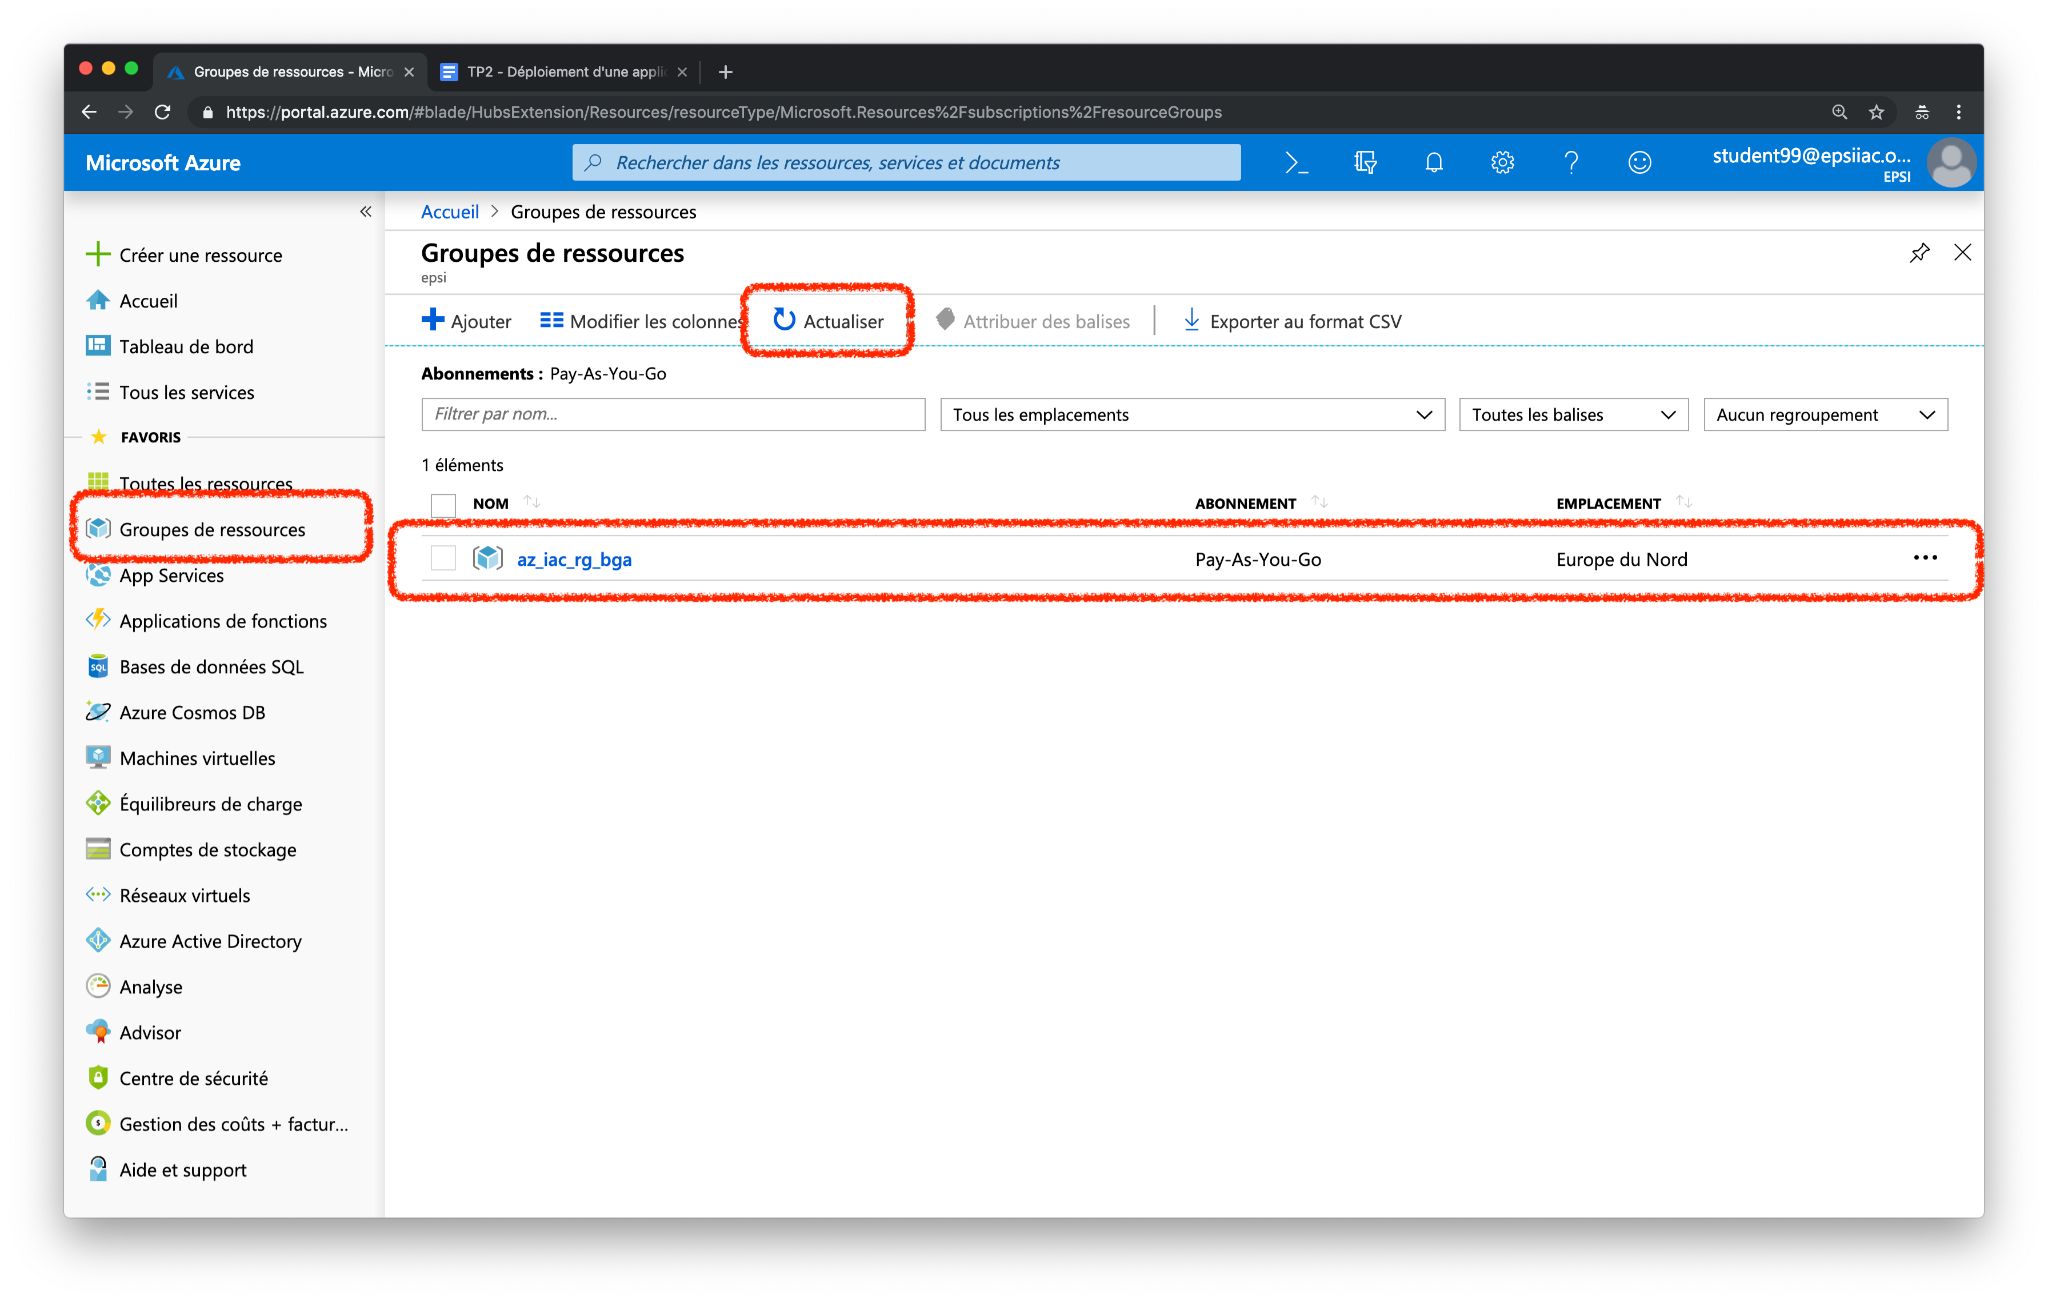 Groupes de ressources - Micro
TP2 - Déploiement d'une applic
https://portal.azure.com/#blade/HubsExtension/Resources/resourceType/Microsoft.Resources%2Fsubscriptions%2FresourceGroups
Microsoft Azure
Rechercher dans les ressources, services et documents
student99@epsiiac.o...
EPSI
Accueil > Groupes de ressources
Groupes de ressources
epsi
Ajouter
Modifier les colonnes
Actualiser
Attribuer des balises
Exporter au format CSV
Abonnements : Pay-As-You-Go
Filtrer par nom...
Tous les emplacements
Toutes les balises
Aucun regroupement
1 éléments
NOM
ABONNEMENT
EMPLACEMENT
az_iac_rg_bga
Pay-As-You-Go
Europe du Nord
Créer une ressource
Accueil
Tableau de bord
Tous les services
FAVORIS
Toutes les ressources
Groupes de ressources
App Services
Applications de fonctions
Bases de données SQL
Azure Cosmos DB
Machines virtuelles
Équilibreurs de charge
Comptes de stockage
Réseaux virtuels
Azure Active Directory
Analyse
Advisor
Centre de sécurité
Gestion des coûts + factur...
Aide et support